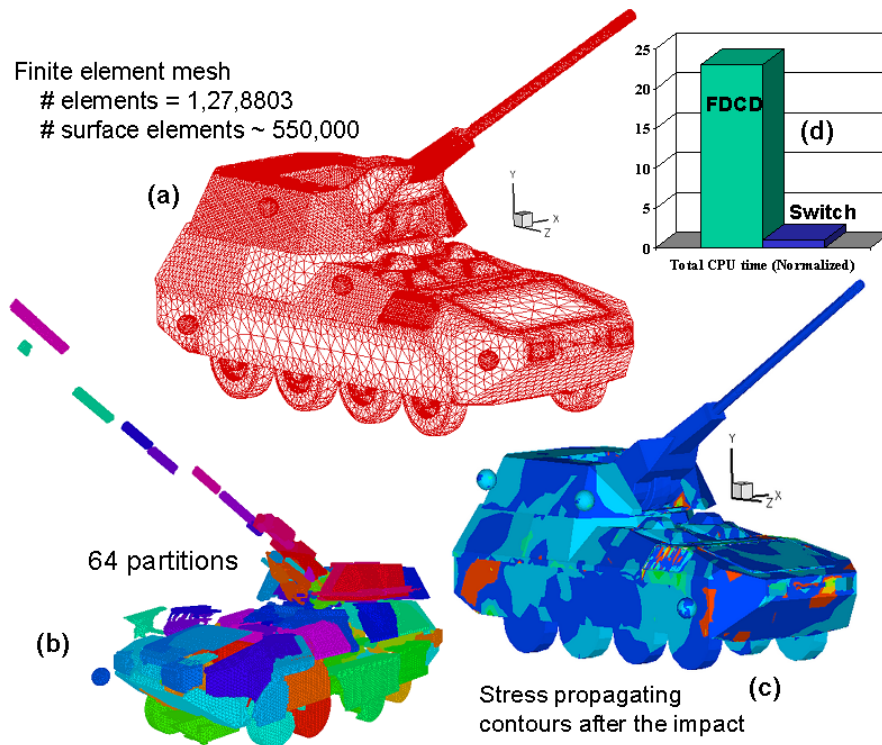 Finite element mesh
# elements = 1,27,8803
# surface elements ~ 550,000
(a)
Y
X
Z
25
20
15
10
5
0
FDCD
(d)
Switch
Total CPU time (Normalized)
64 partitions
(b)
Y
X
Z
(c)
Stress propagating
contours after the impact